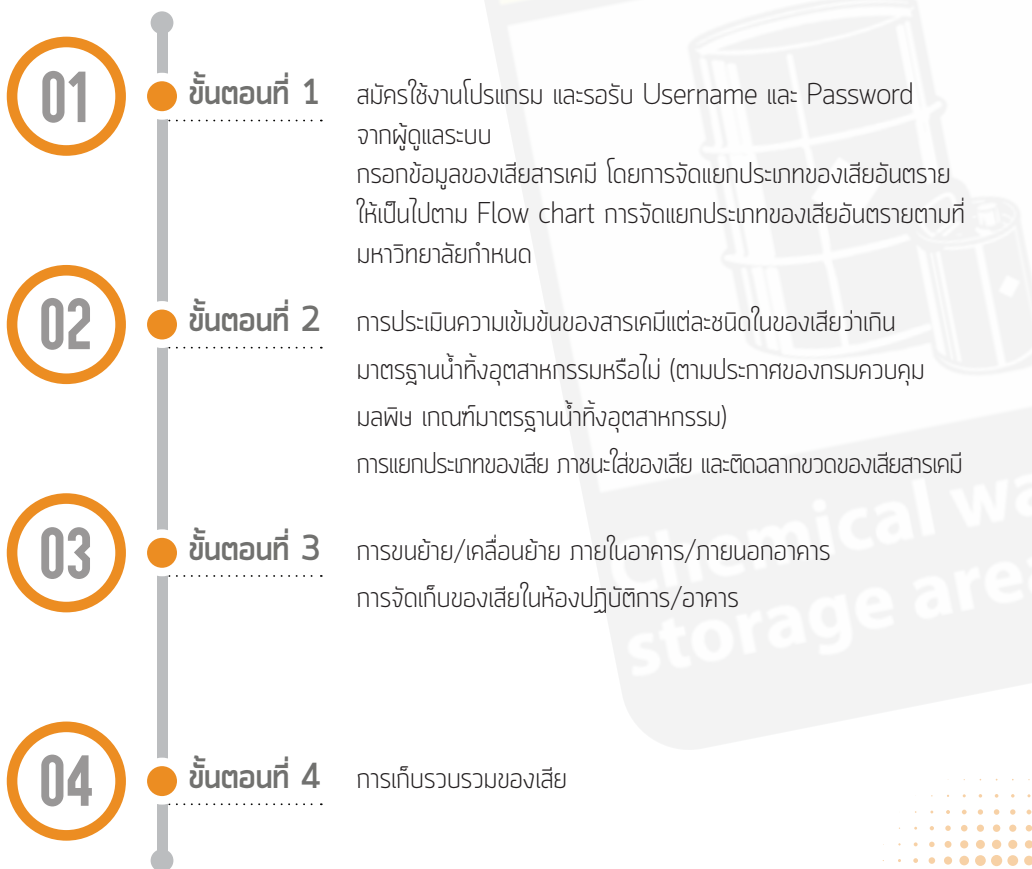 01
ขั้นตอนที่ 1
สมัครใช้งานโปรแกรม และรอรับ Username และ Password
จากผู้ดูแลระบบ
กรอกข้อมูลของเสียสารเคมี โดยการจัดแยกประเภทของเสียอันตราย
ให้เป็นไปตาม Flow chart การจัดแยกประเภทของเสียอันตรายตามที่
มหาวิทยาลัยกำหนด
02
ขั้นตอนที่ 2
การประเมินความเข้มข้นของสารเคมีแต่ละชนิดในของเสียว่าเกิน
มาตรฐานน้ำทิ้งอุตสาหกรรมหรือไม่ (ตามประกาศของกรมควบคุม
มลพิษ เกณฑ์มาตรฐานน้ำทิ้งอุตสาหกรรม)
การแยกประเภทของเสีย ภาชนะใส่ของเสีย และติดฉลากขวดของเสียสารเคมี
03
ขั้นตอนที่ 3
การขนย้าย/เคลื่อนย้าย ภายในอาคาร/ภายนอกอาคาร
การจัดเก็บของเสียในห้องปฏิบัติการ/อาคาร
Chemical wa
storage area
04
ขั้นตอนที่ 4
การเก็บรวบรวมของเสีย